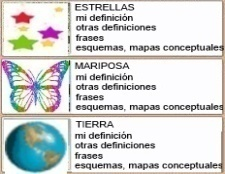 ESTRELLAS
mi definición
otras definiciones
frases
esquemas, mapas conceptuales
MARIPOSA
mi definición
otras definiciones
frases
esquemas, mapas conceptuales
TIERRA
mi definición
otras definiciones
frases
esquemas, mapas conceptuales